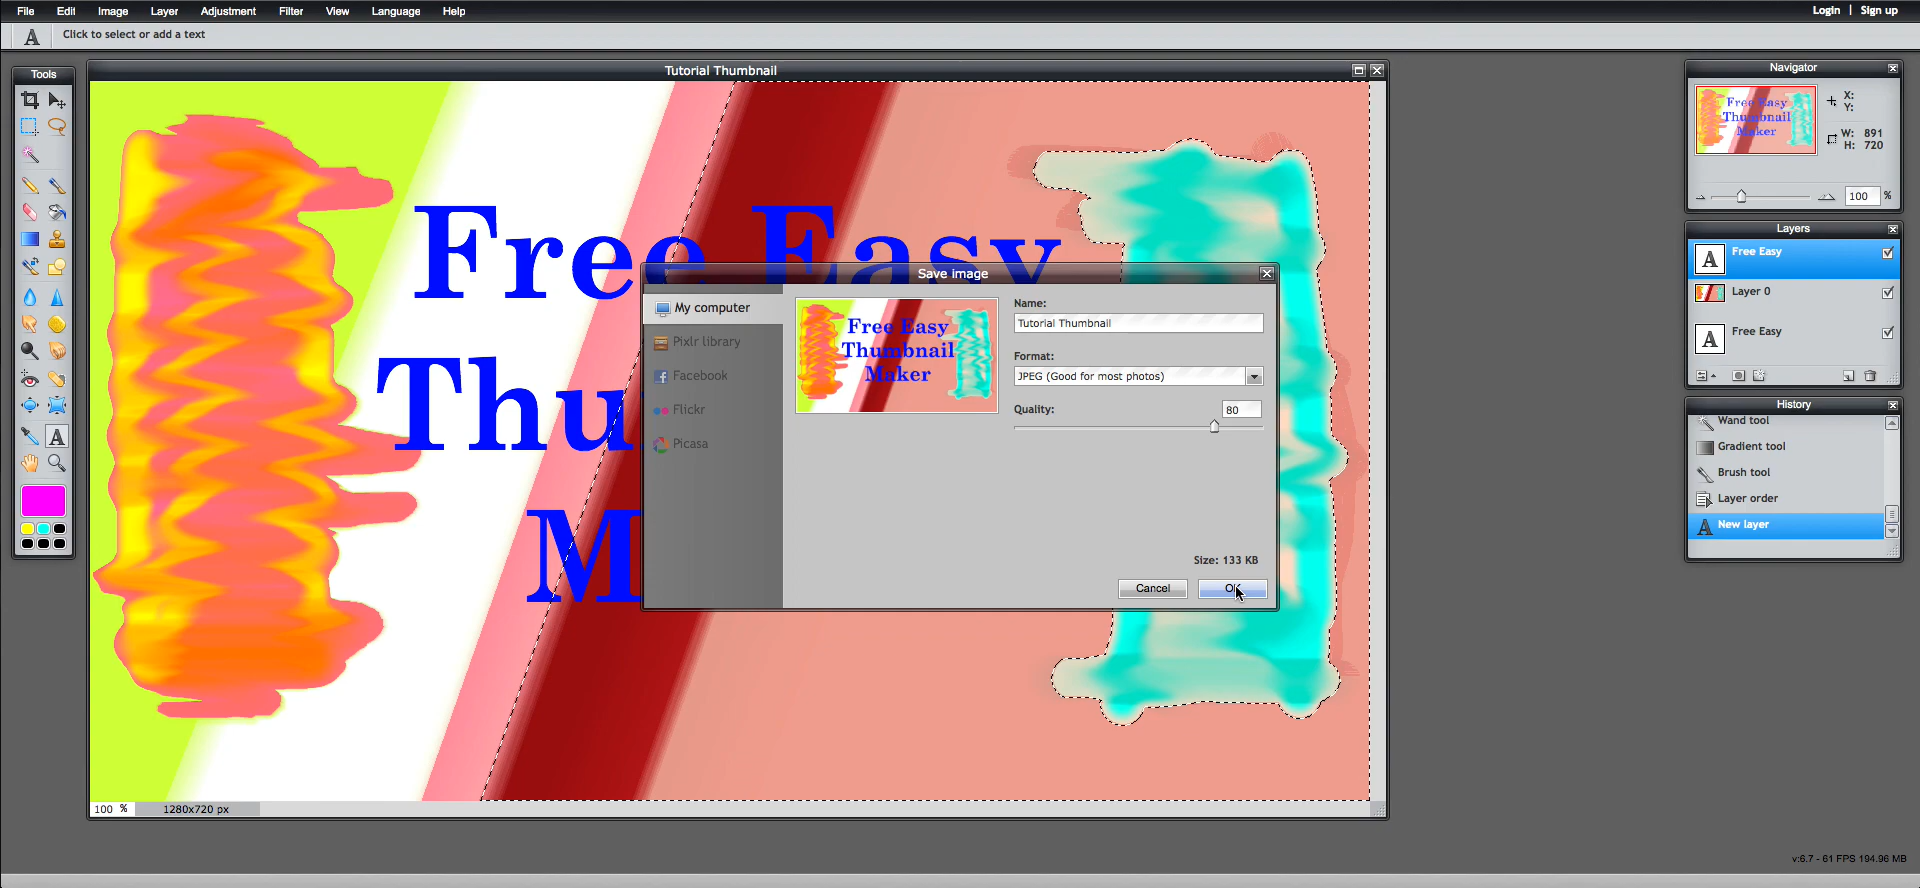 File Edit Image Layer Adjustment Filter View Language Help
Login | Sign up
A Click to select or add a text
Tools
Tutorial Thumbnail
Free Easy
Thu
M
100 % 1280x720 px
Save image
My computer
Pixlr library
Facebook
Flickr
Picasa
Free Easy
Thumbnail
Maker
Name:
Tutorial Thumbnail
Format:
JPEG (Good for most photos)
Quality:
80
Size: 133 KB
Cancel
OK
Navigator
Free Easy
Thumbnail
Maker
X:
Y:
W: 891
H: 720
100 %
Layers
A Free Easy
Layer 0
A Free Easy
History
Wand tool
Gradient tool
Brush tool
Layer order
A New layer
v:6.7 - 61 FPS 194.96 MB